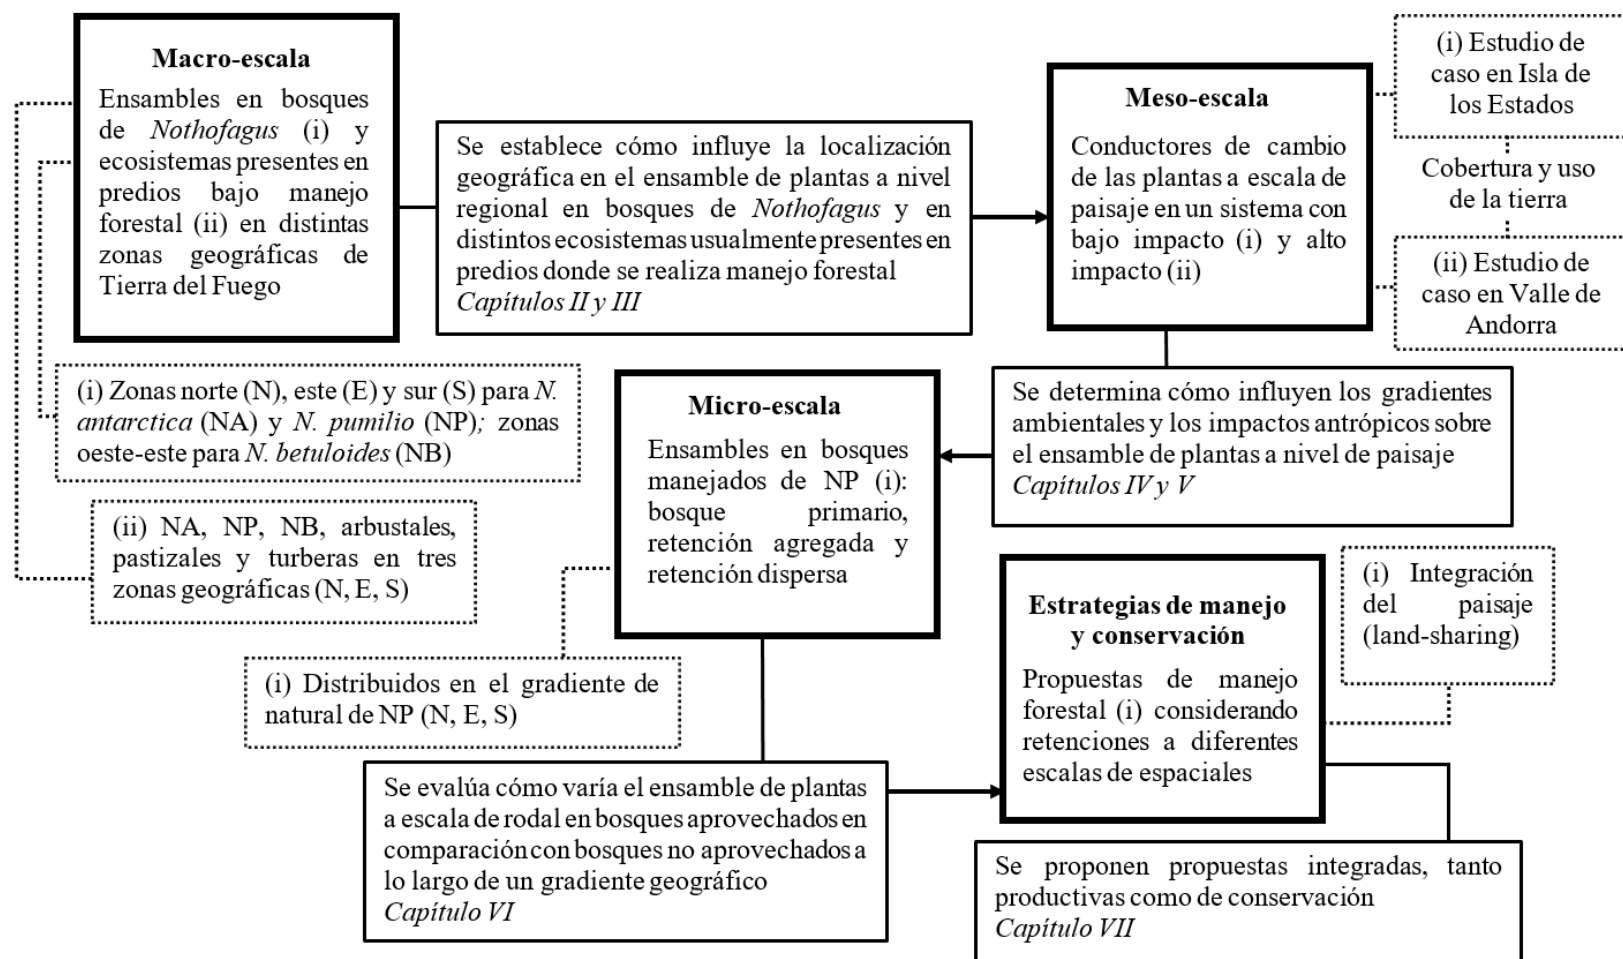 Macro-escala
Ensambles en bosques
de Nothofagus (i) y
ecosistemas presentes en
predios bajo manejo
forestal (ii) en distintas
zonas geográficas de
Tierra del Fuego
Se establece cómo influye la localización
geográfica en el ensamble de plantas a nivel
regional en bosques de Nothofagus y en
distintos ecosistemas usualmente presentes en
predios donde se realiza manejo forestal
Capítulos II y III
Meso-escala
Conductores de cambio
de las plantas a escala de
paisaje en un sistema con
bajo impacto (i) y alto
impacto (ii)
(i) Estudio de
caso en Isla de
los Estados
Cobertura y uso
de la tierra
(ii) Estudio de
caso en Valle de
Andorra
(i) Zonas norte (N), este (E) y sur (S) para N.
antarctica (NA) y N. pumilio (NP); zonas
oeste-este para N. betuloides (NB)
(ii) NA, NP, NB, arbustales,
pastizales y turberas en tres
zonas geográficas (N, E, S)
Micro-escala
Ensambles en bosques
manejados de NP (i):
bosque primario,
retención agregada y
retención dispersa
Se determina cómo influyen los gradientes
ambientales y los impactos antrópicos sobre
el ensamble de plantas a nivel de paisaje
Capítulos IV y V
(i) Distribuidos en el gradiente de
natural de NP (N, E, S)
Estrategias de manejo
y conservación
Propuestas de manejo
forestal (i) considerando
retenciones a diferentes
escalas de espaciales
(i) Integración
del paisaje
(land-sharing)
Se evalúa cómo varía el ensamble de plantas
a escala de rodal en bosques aprovechados en
comparación con bosques no aprovechados a
lo largo de un gradiente geográfico
Capítulo VI
Se proponen propuestas integradas, tanto
productivas como de conservación
Capítulo VII